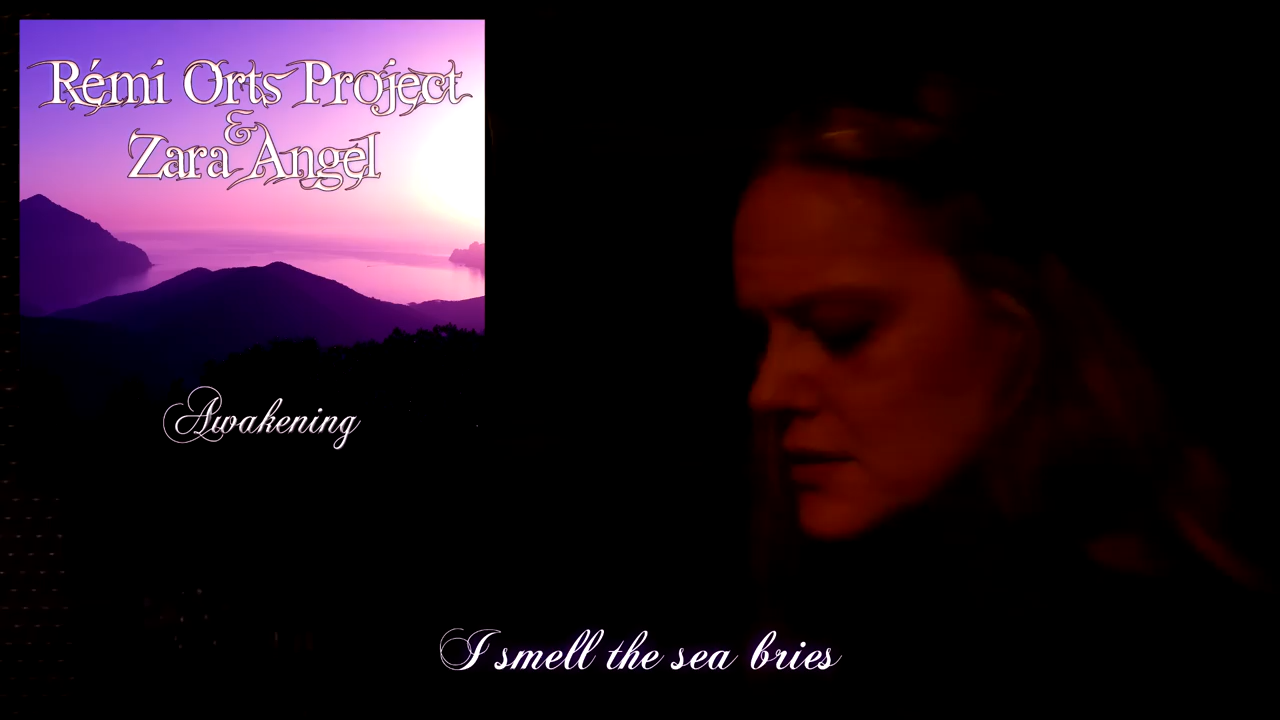 Rémi Orts Project
&
Zara Angel
Awakening
I smell the sea bries